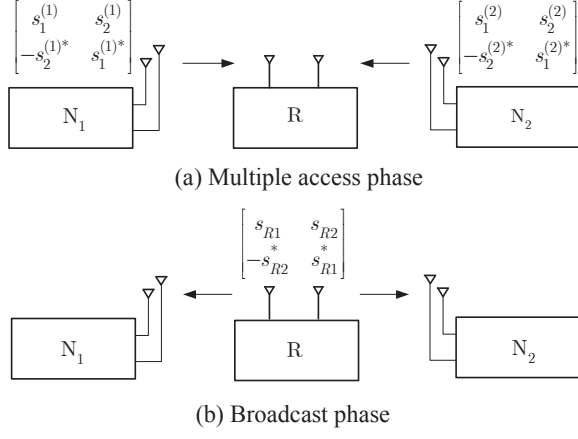 [s_1^{(1)} s_2^{(1)}] [s_1^{(2)} s_2^{(2)}]
[-s_2^{(1)*} s_1^{(1)*}] [-s_2^{(2)*} s_1^{(2)*}]
N_1 R N_2
(a) Multiple access phase
[s_{R1} s_{R2}]
[-s_{R2}^* s_{R1}^*]
N_1 R N_2
(b) Broadcast phase